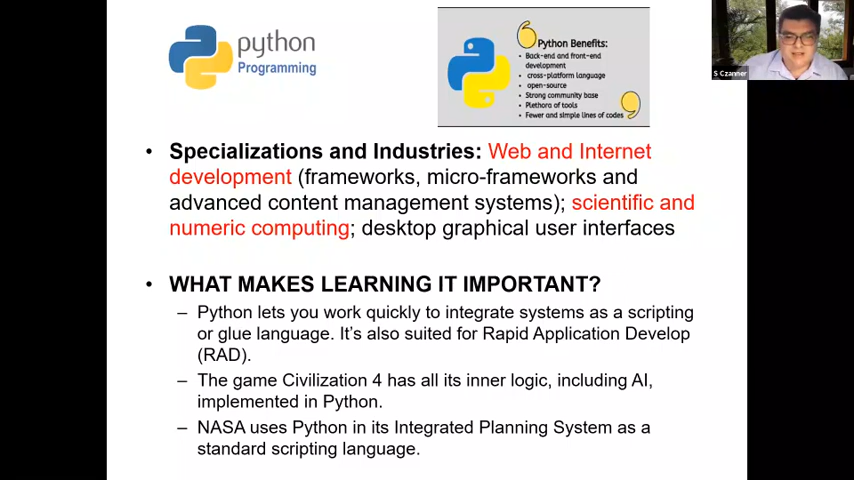 python
Programming
Python Benefits:
Back-end and front-end
development
cross-platform language
open-source
Strong community base
Plethora of tools
Fewer and simple lines of codes
S Czanner
• Specializations and Industries: Web and Internet
development (frameworks, micro-frameworks and
advanced content management systems); scientific and
numeric computing; desktop graphical user interfaces
• WHAT MAKES LEARNING IT IMPORTANT?
– Python lets you work quickly to integrate systems as a scripting
or glue language. It's also suited for Rapid Application Develop
(RAD).
– The game Civilization 4 has all its inner logic, including AI,
implemented in Python.
– NASA uses Python in its Integrated Planning System as a
standard scripting language.